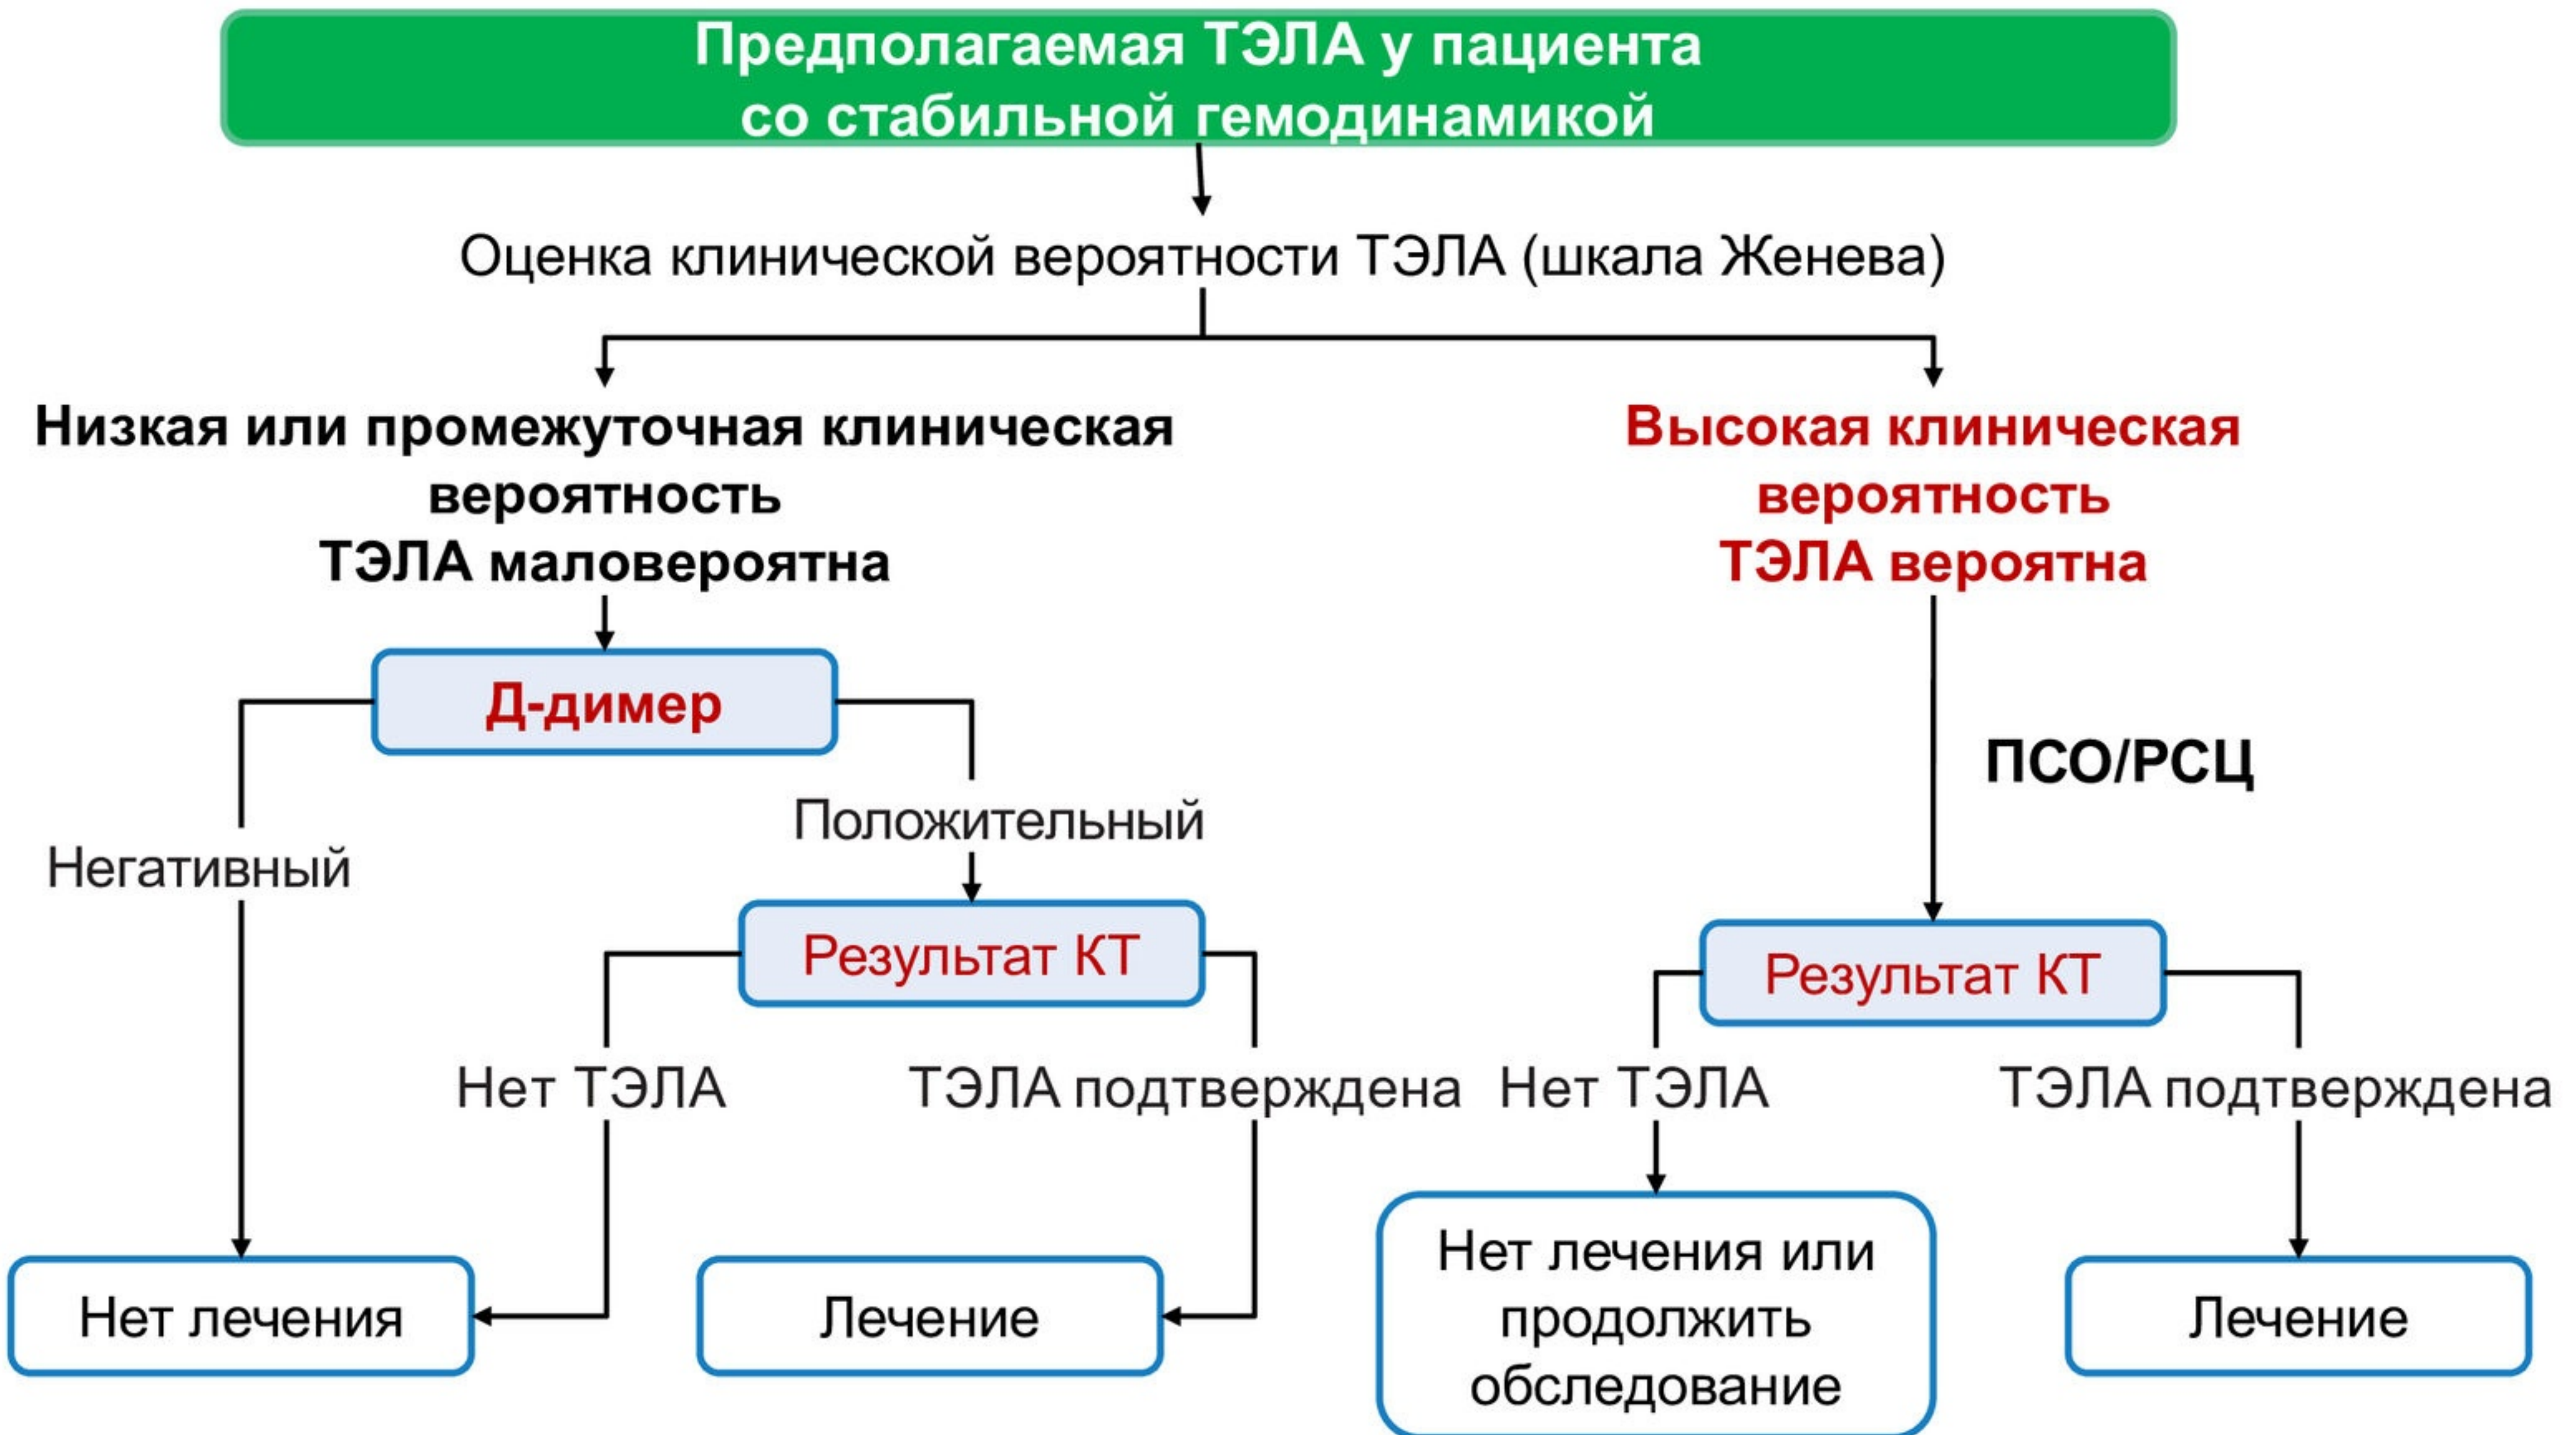 Предполагаемая ТЭЛА у пациента
со стабильной гемодинамикой
Оценка клинической вероятности ТЭЛА (шкала Женева)
Низкая или промежуточная клиническая
вероятность
ТЭЛА маловероятна
Высокая клиническая
вероятность
ТЭЛА вероятна
Д-димер
ПСО/РСЦ
Положительный
Негативный
Результат КТ
Результат КТ
Нет ТЭЛА
ТЭЛА подтверждена
Нет ТЭЛА
ТЭЛА подтверждена
Нет лечения
Лечение
Нет лечения или
продолжить
обследование
Лечение